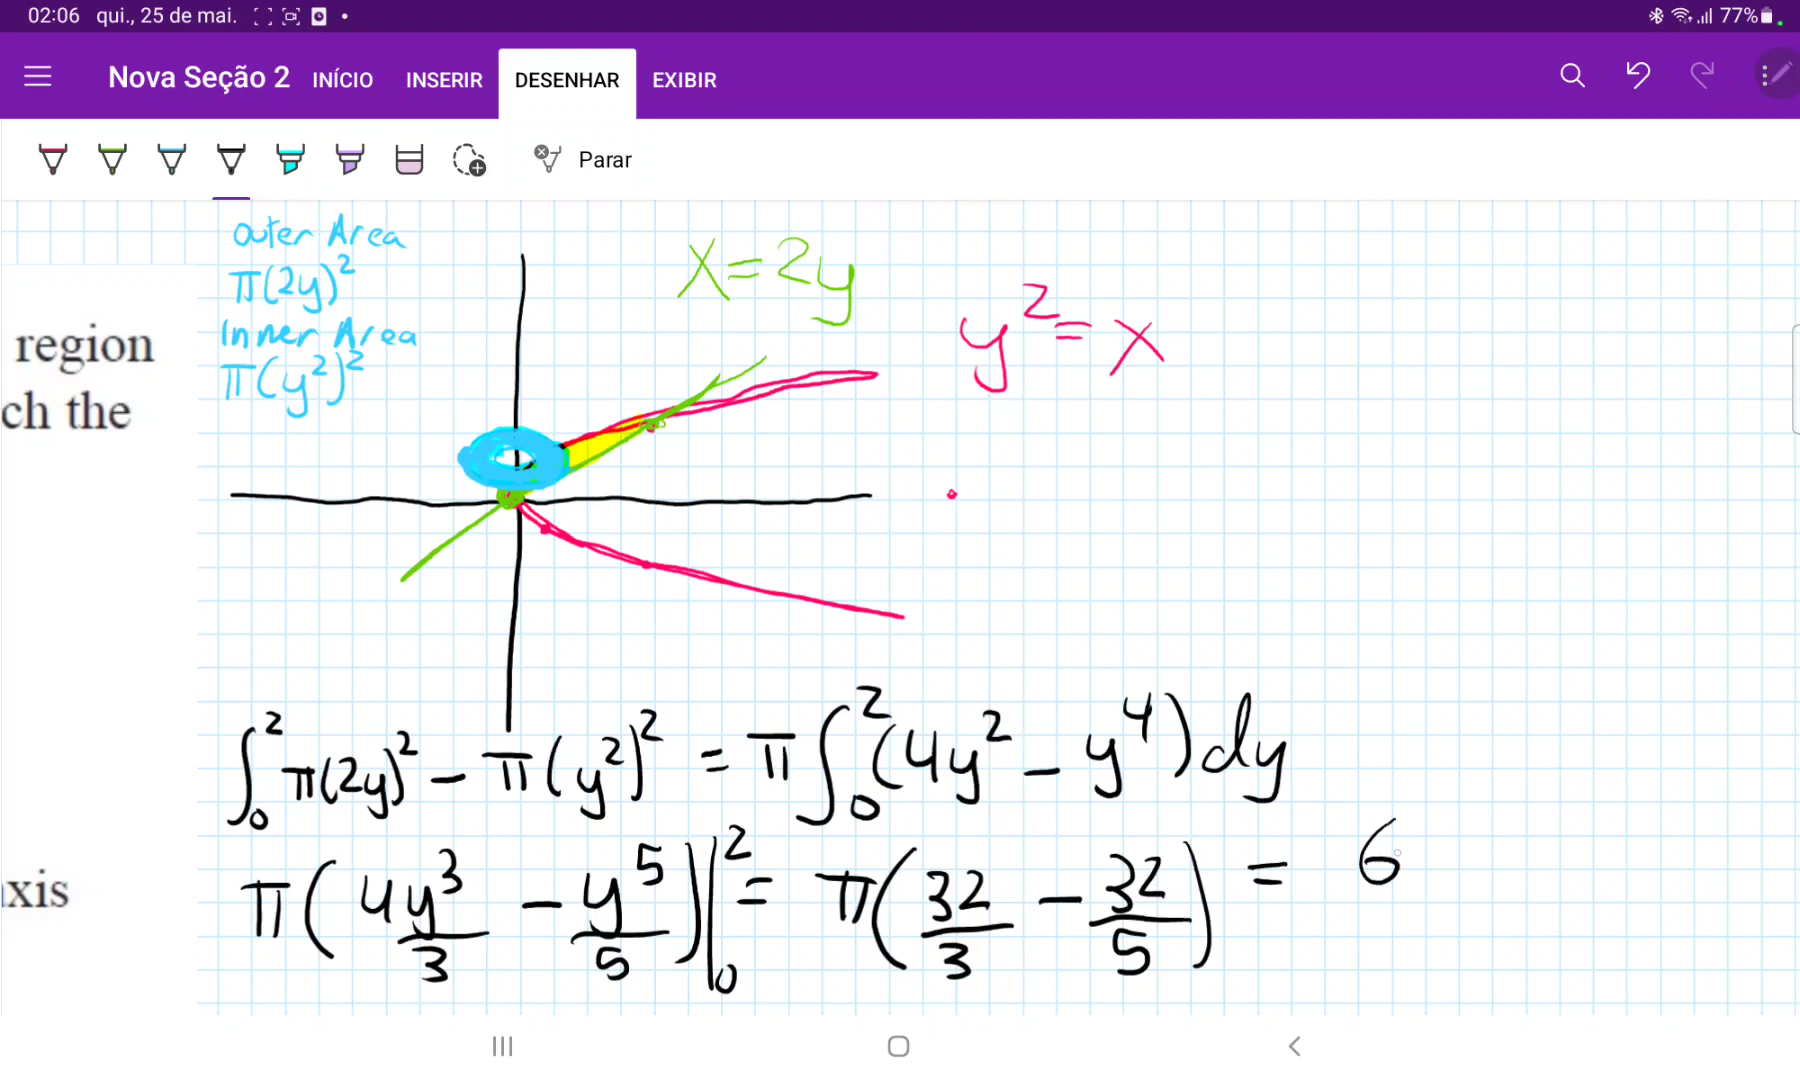 02:06 qui., 25 de mai. 77%
Nova Seção 2 INÍCIO INSERIR DESENHAR EXIBIR
Parar
outer Area
π(2y)²
Inner Area
π(y²)²
x=2y
y²=x
region
ch the
∫₀² π(2y)² - π(y²)² = π∫₀² (4y² - y⁴)dy
xis
π(4y³/3 - y⁵/5)|₀² = π(32/3 - 32/5) = 6